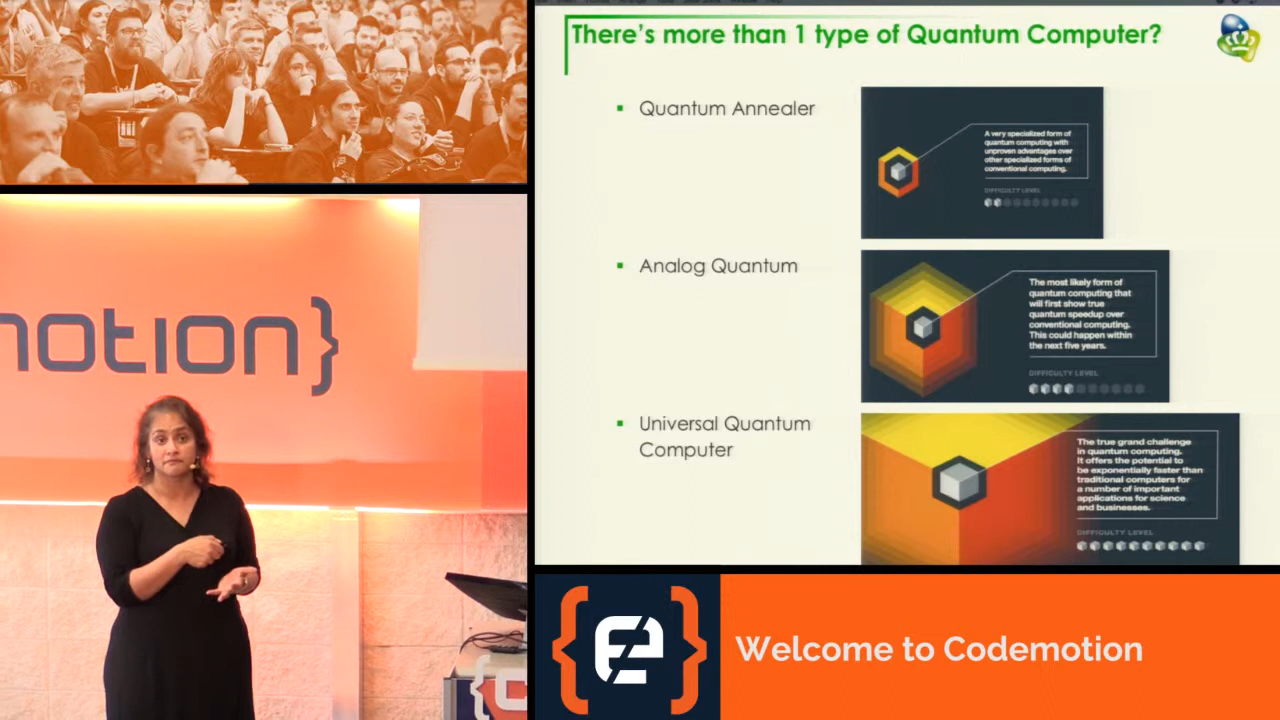 notion}
There's more than 1 type of Quantum Computer?
Quantum Annealer
A very specialized form of
quantum computing with
unproven advantages over
other specialized forms of
conventional computing.
DIFFICULTY LEVEL
Analog Quantum
The most likely form of
quantum computing that
will first show true
quantum speedup over
conventional computing.
This could happen within
the next five years.
DIFFICULTY LEVEL
Universal Quantum
Computer
The true grand challenge
in quantum computing.
It offers the potential to
be exponentially faster than
traditional computers for
a number of important
applications for science
and businesses.
DIFFICULTY LEVEL
Welcome to Codemotion